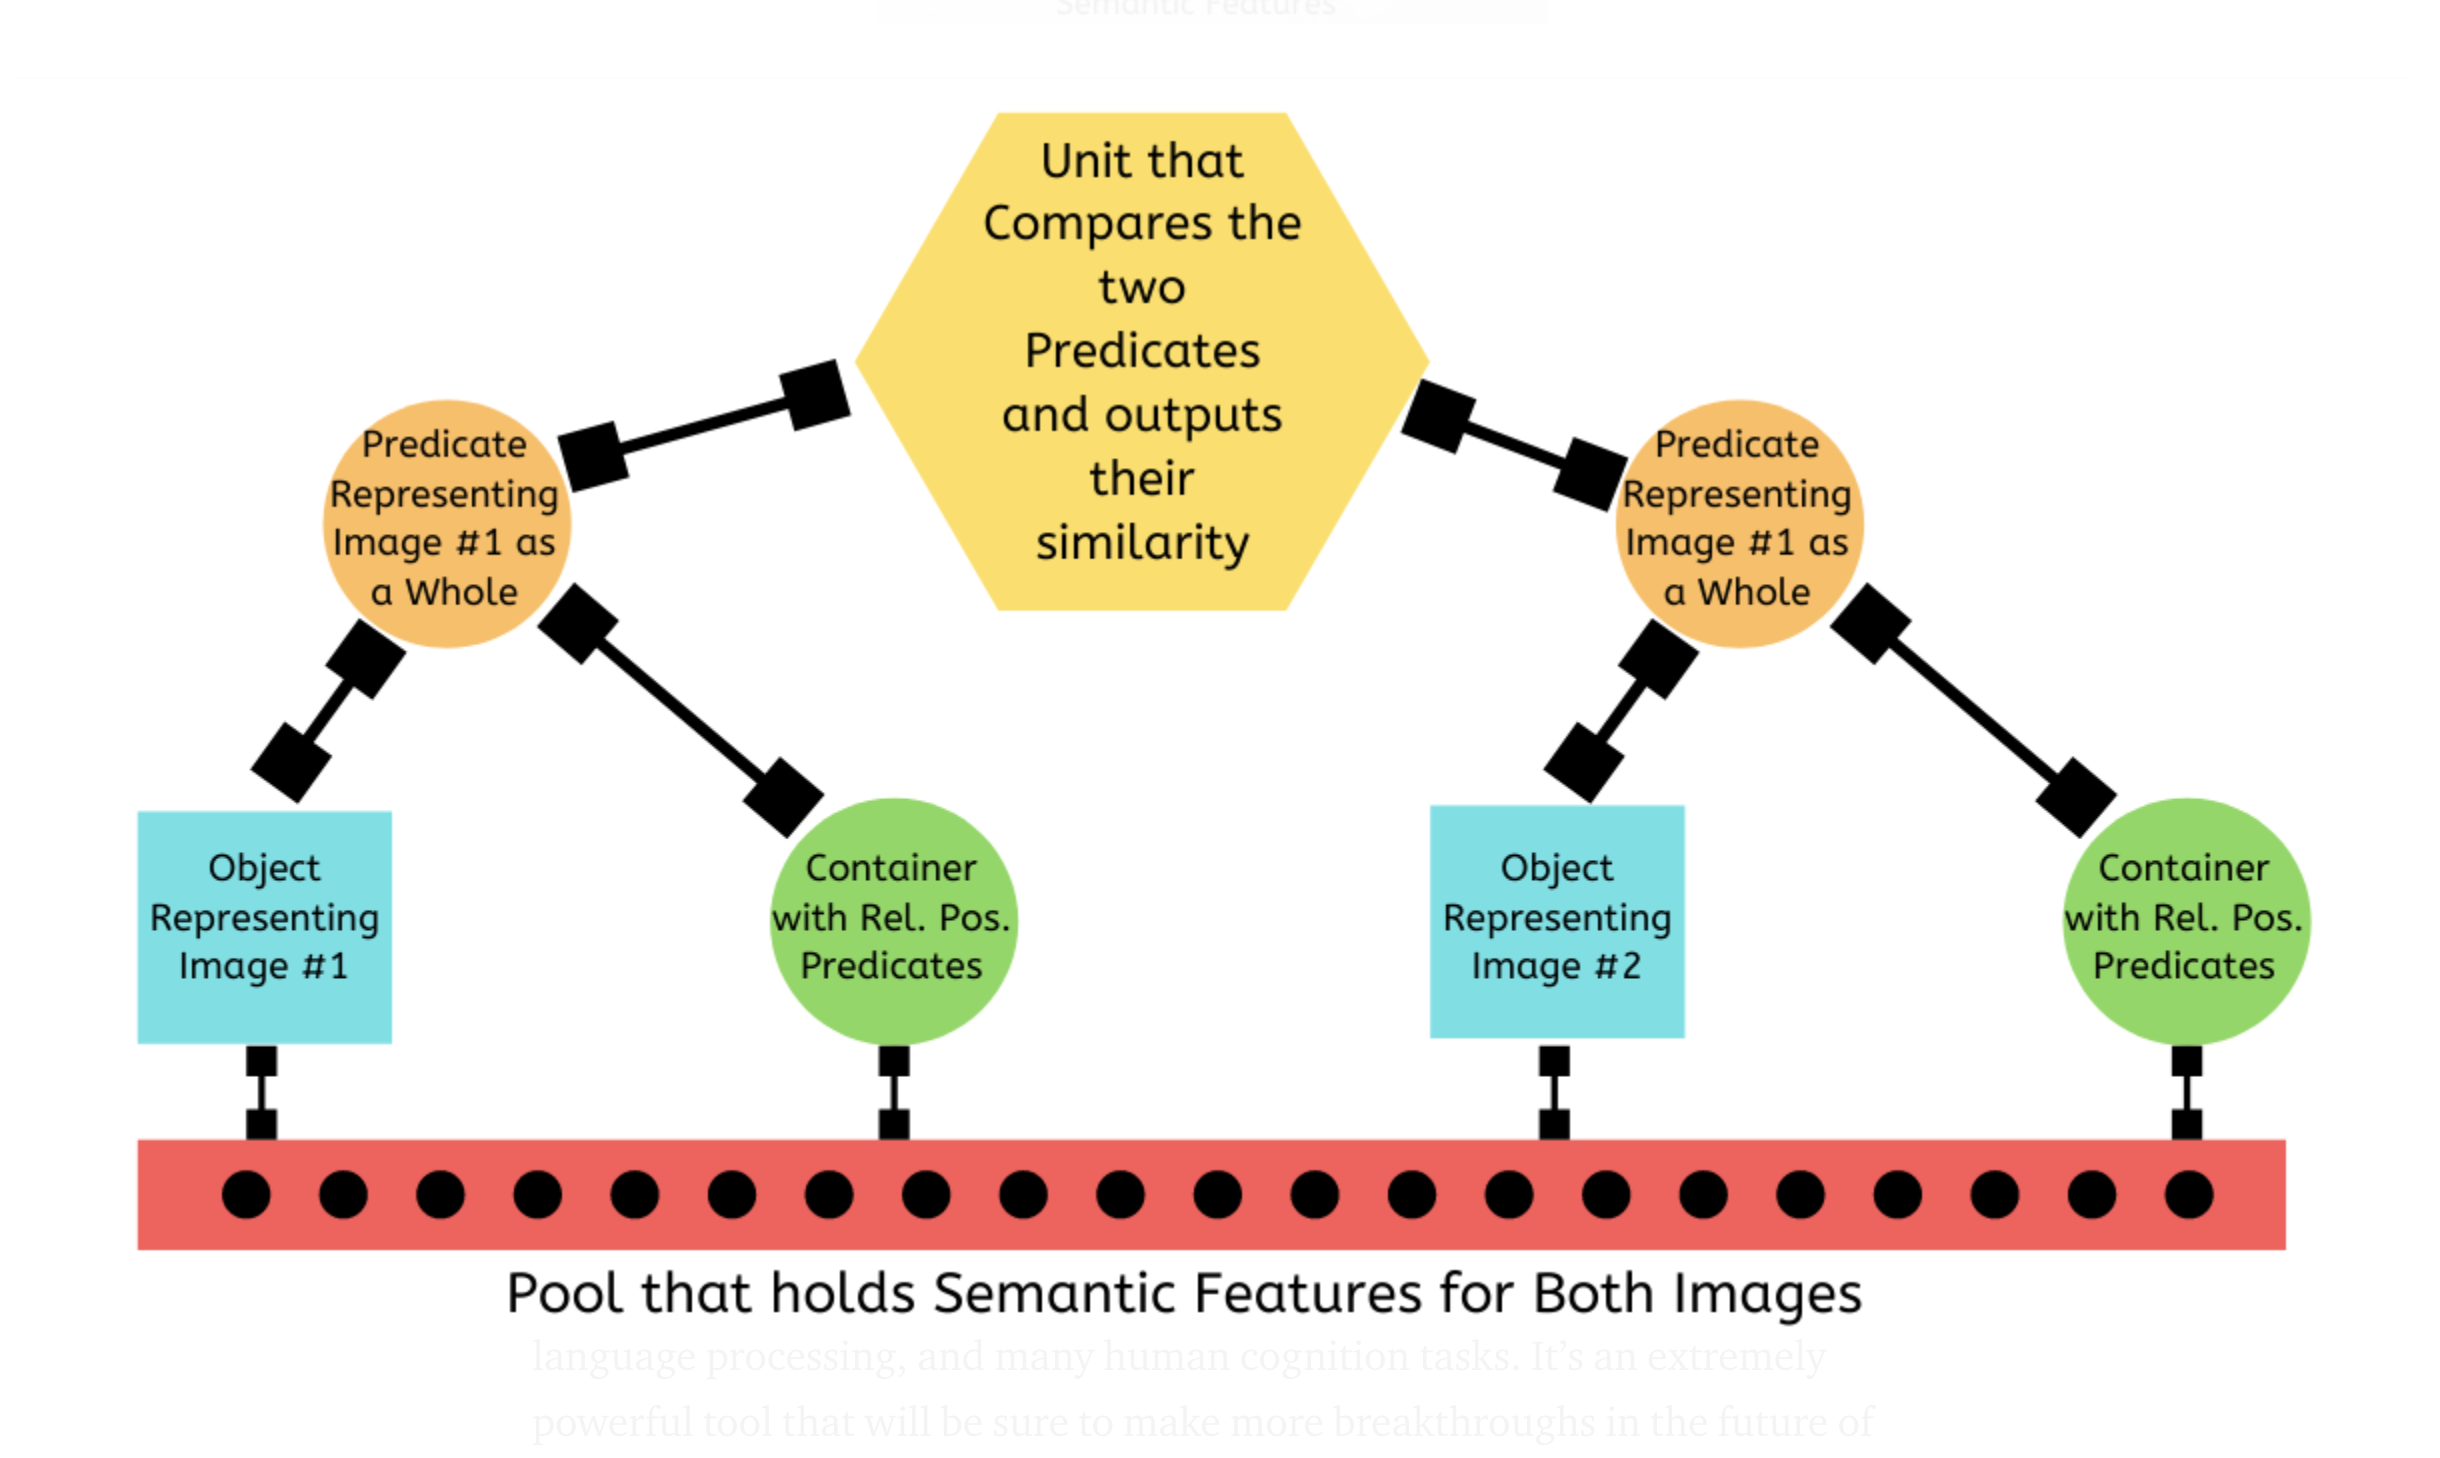 Semantic Features
Unit that
Compares the
two
Predicates
and outputs
their
similarity
Predicate
Representing
Image #1 as
a Whole
Predicate
Representing
Image #1 as
a Whole
Object
Representing
Image #1
Container
with Rel. Pos.
Predicates
Object
Representing
Image #2
Container
with Rel. Pos.
Predicates
Pool that holds Semantic Features for Both Images
language processing, and many human cognition tasks. It’s an extremely
powerful tool that will be sure to make more breakthroughs in the future of